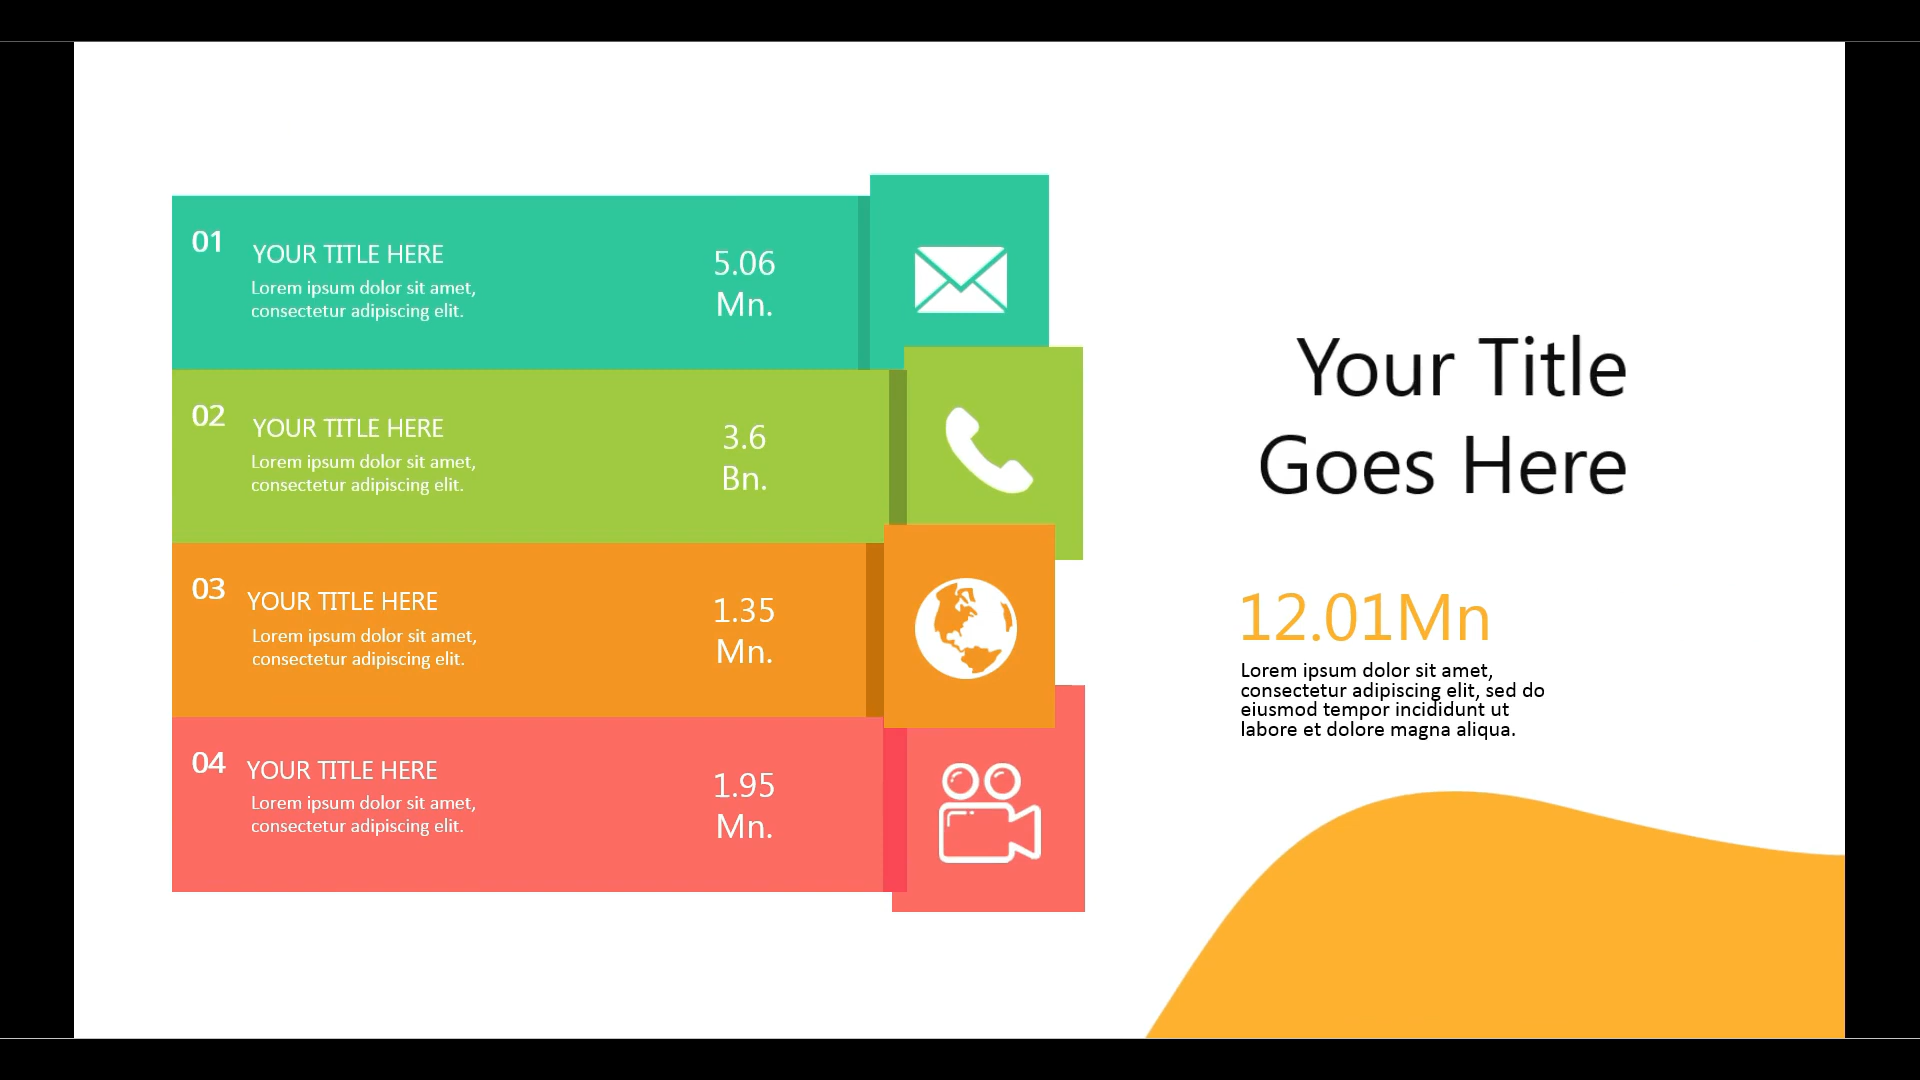 01
YOUR TITLE HERE
Lorem ipsum dolor sit amet,
consectetur adipiscing elit.
5.06
Mn.
02
YOUR TITLE HERE
Lorem ipsum dolor sit amet,
consectetur adipiscing elit.
3.6
Bn.
03
YOUR TITLE HERE
Lorem ipsum dolor sit amet,
consectetur adipiscing elit.
1.35
Mn.
04
YOUR TITLE HERE
Lorem ipsum dolor sit amet,
consectetur adipiscing elit.
1.95
Mn.
Your Title
Goes Here
12.01Mn
Lorem ipsum dolor sit amet,
consectetur adipiscing elit, sed do
eiusmod tempor incididunt ut
labore et dolore magna aliqua.